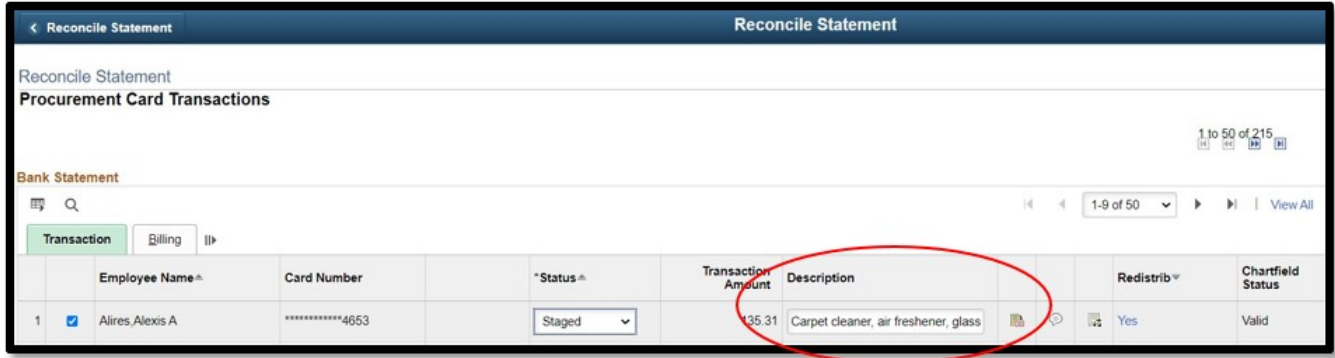 Reconcile Statement Reconcile Statement
Reconcile Statement
Procurement Card Transactions
1 to 50 of 215
Bank Statement
1-9 of 50 View All
Transaction Billing
Employee Name Card Number *Status Transaction Amount Description Redistrib Chartfield Status
1 Alires,Alexis A ************4653 Staged 135.31 Carpet cleaner, air freshener, glass Yes Valid